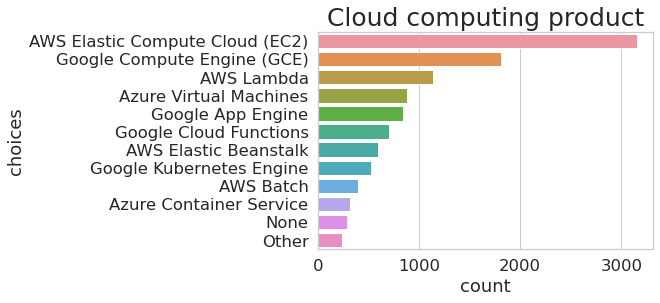 Cloud computing product
AWS Elastic Compute Cloud (EC2)
Google Compute Engine (GCE)
AWS Lambda
Azure Virtual Machines
Google App Engine
Google Cloud Functions
AWS Elastic Beanstalk
Google Kubernetes Engine
AWS Batch
Azure Container Service
None
Other
choices
0 1000 2000 3000
count